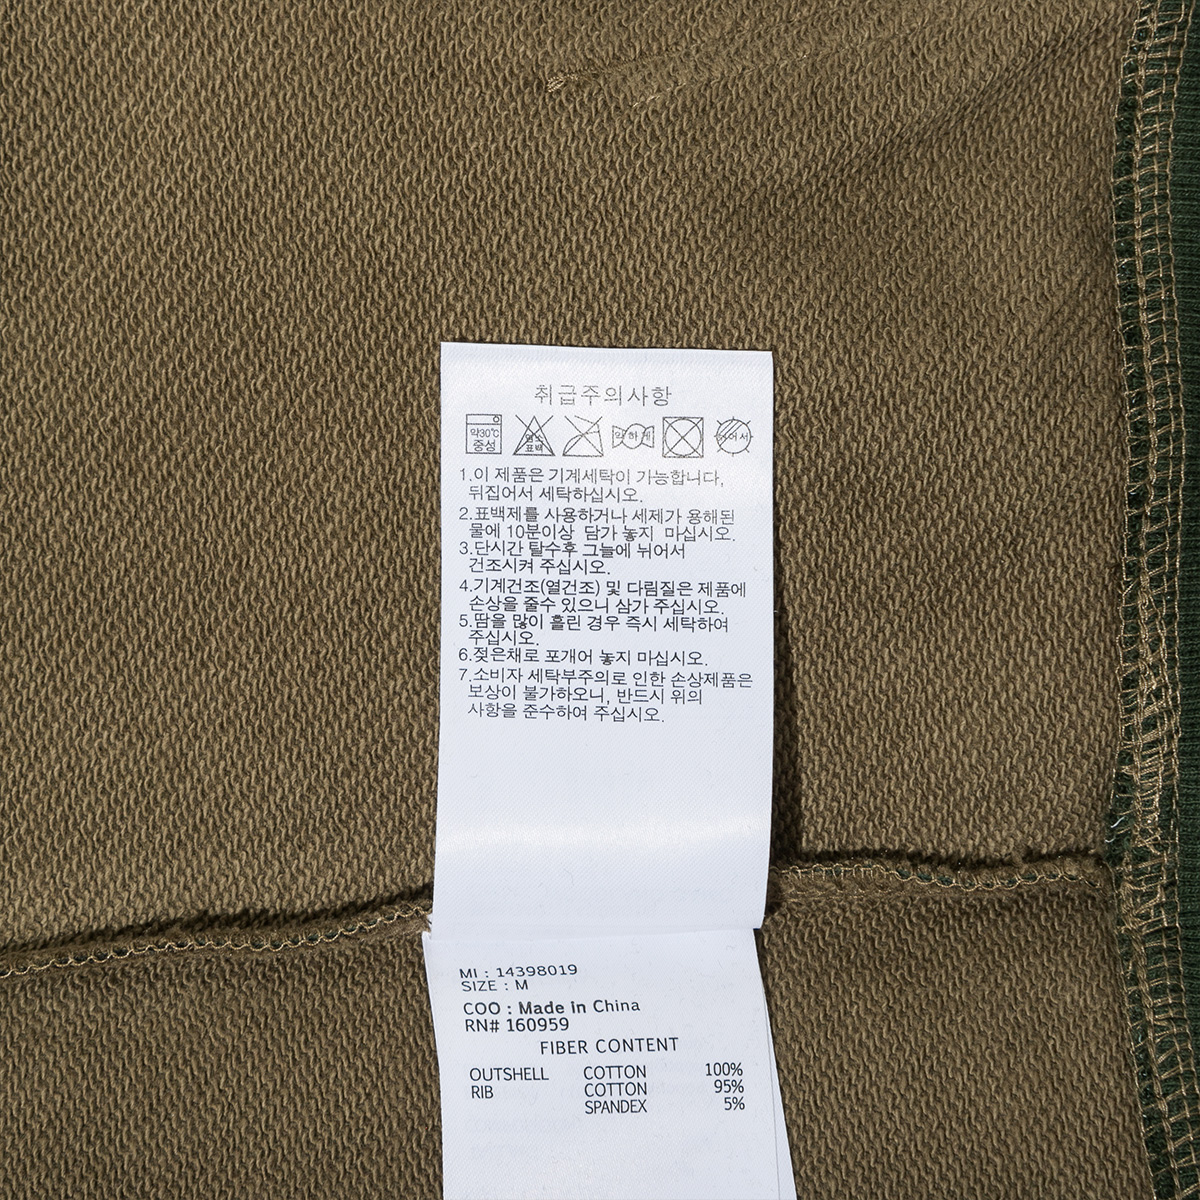 취급주의사항
약30℃ 중성 염소 표백 약하게 뉘어서
1.이 제품은 기계세탁이 가능합니다,
뒤집어서 세탁하십시오.
2.표백제를 사용하거나 세제가 용해된
물에 10분이상 담가 놓지 마십시오.
3.단시간 탈수후 그늘에 뉘어서
건조시켜 주십시오.
4.기계건조(열건조) 및 다림질은 제품에
손상을 줄수 있으니 삼가 주십시오.
5.땀을 많이 흘린 경우 즉시 세탁하여
주십시오.
6.젖은채로 포개어 놓지 마십시오.
7.소비자 세탁부주의로 인한 손상제품은
보상이 불가하오니, 반드시 위의
사항을 준수하여 주십시오.
MI : 14398019
SIZE : M
COO : Made in China
RN# 160959
FIBER CONTENT
OUTSHELL COTTON 100%
RIB COTTON 95%
SPANDEX 5%